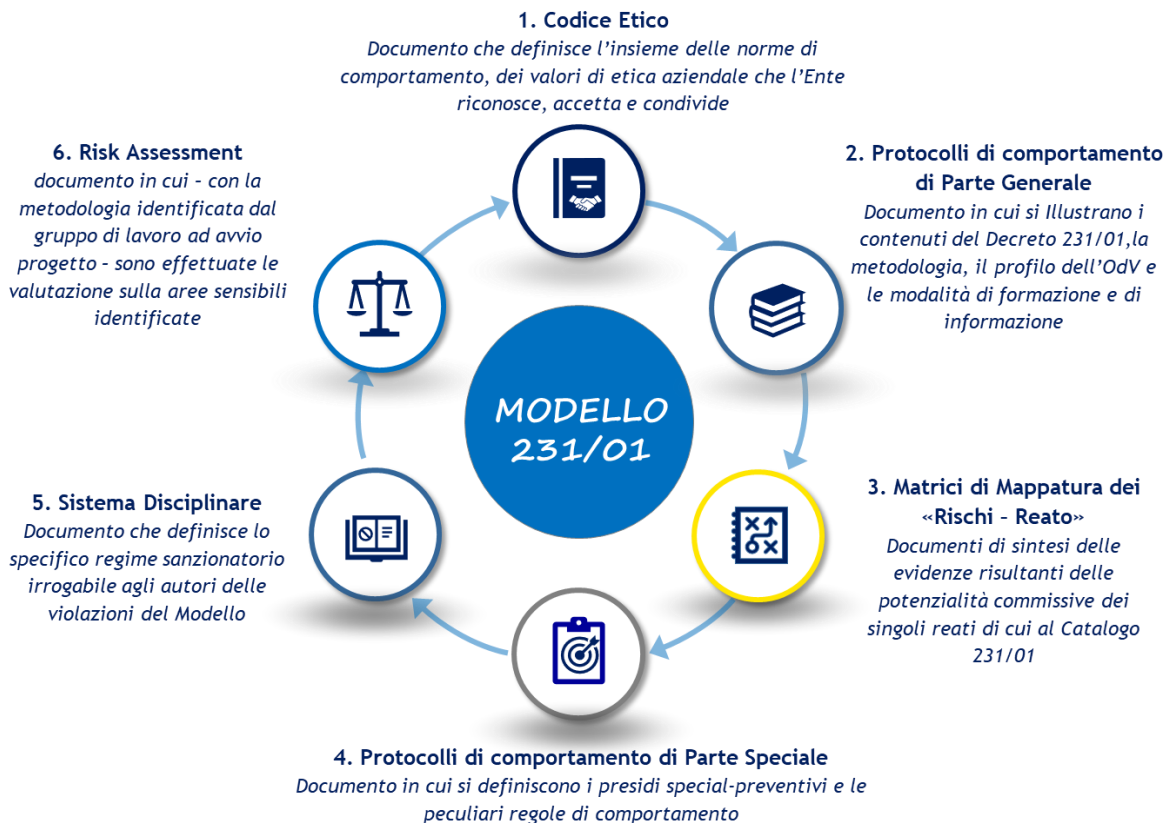 1. Codice Etico
Documento che definisce l'insieme delle norme di
comportamento, dei valori di etica aziendale che l'Ente
riconosce, accetta e condivide
2. Protocolli di comportamento
di Parte Generale
Documento in cui si Illustrano i
contenuti del Decreto 231/01,la
metodologia, il profilo dell'OdV e
le modalità di formazione e di
informazione
3. Matrici di Mappatura dei
«Rischi - Reato»
Documenti di sintesi delle
evidenze risultanti delle
potenzialità commissive dei
singoli reati di cui al Catalogo
231/01
4. Protocolli di comportamento di Parte Speciale
Documento in cui si definiscono i presidi special-preventivi e le
peculiari regole di comportamento
5. Sistema Disciplinare
Documento che definisce lo
specifico regime sanzionatorio
irrogabile agli autori delle
violazioni del Modello
6. Risk Assessment
documento in cui - con la
metodologia identificata dal
gruppo di lavoro ad avvio
progetto - sono effettuate le
valutazione sulla aree sensibili
identificate
MODELLO
231/01